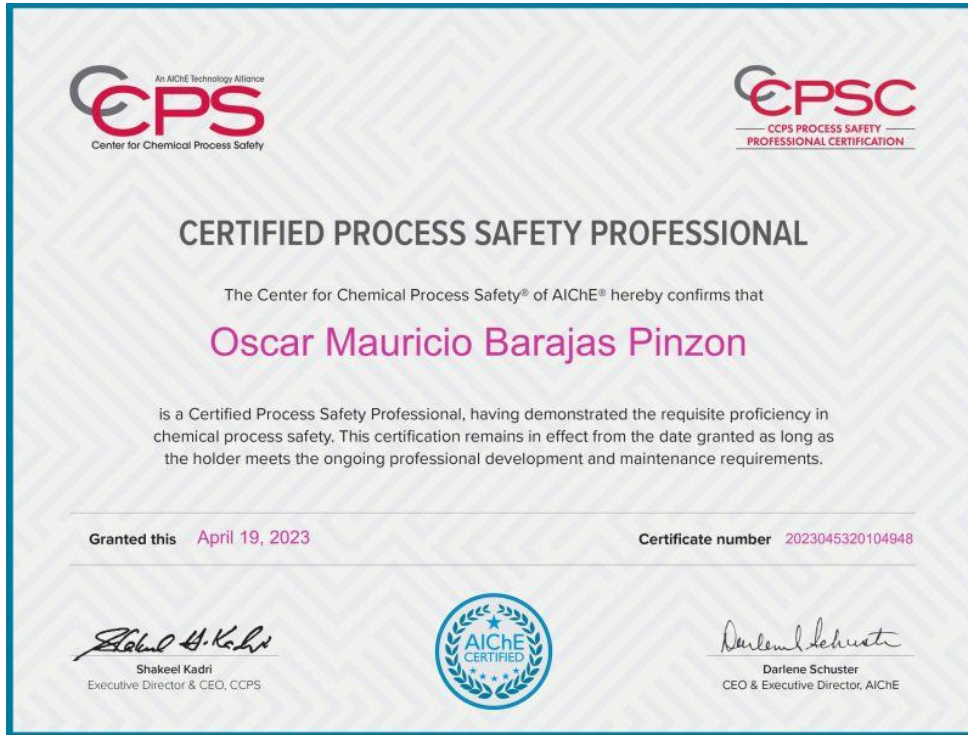 An AIChE Technology Alliance
CCPS
Center for Chemical Process Safety
CCPSC
CCPS PROCESS SAFETY
PROFESSIONAL CERTIFICATION
CERTIFIED PROCESS SAFETY PROFESSIONAL
The Center for Chemical Process Safety® of AIChE® hereby confirms that
Oscar Mauricio Barajas Pinzon
is a Certified Process Safety Professional, having demonstrated the requisite proficiency in
chemical process safety. This certification remains in effect from the date granted as long as
the holder meets the ongoing professional development and maintenance requirements.
Granted this April 19, 2023
Certificate number 2023045320104948
Shakeel Kadri
Executive Director & CEO, CCPS
AIChE
CERTIFIED
Darlene Schuster
CEO & Executive Director, AIChE